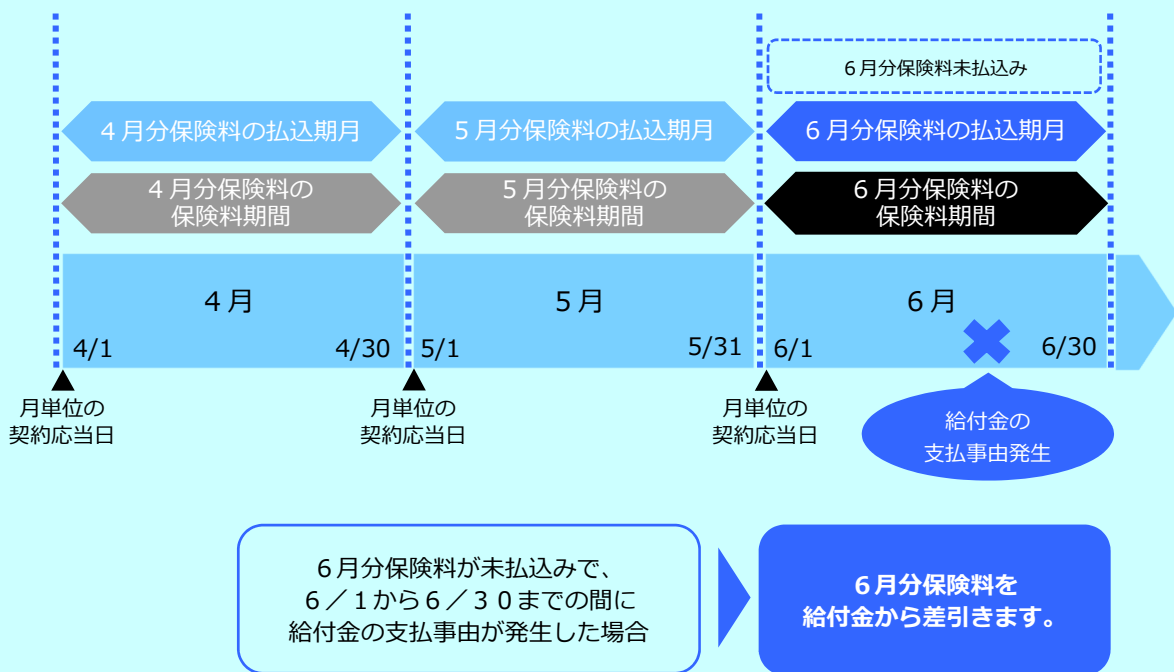 6月分保険料未払込み
4月分保険料の払込期月
5月分保険料の払込期月
6月分保険料の払込期月
4月分保険料の
保険料期間
5月分保険料の
保険料期間
6月分保険料の
保険料期間
4月
5月
6月
4/1
4/30
5/1
5/31
6/1
6/30
月単位の
契約応当日
月単位の
契約応当日
月単位の
契約応当日
給付金の
支払事由発生
6月分保険料が未払込みで、
6/1から6/30までの間に
給付金の支払事由が発生した場合
6月分保険料を
給付金から差引きます。